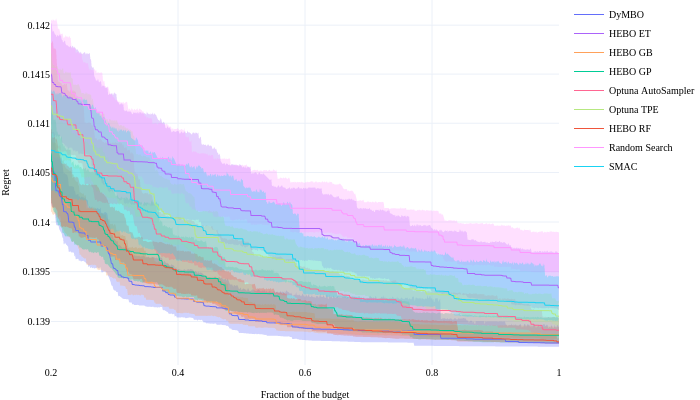 0.142
0.1415
0.141
0.1405
0.14
0.1395
0.139
Regret
0.2
0.4
0.6
0.8
1
Fraction of the budget
DyMBO
HEBO ET
HEBO GB
HEBO GP
Optuna AutoSampler
Optuna TPE
HEBO RF
Random Search
SMAC